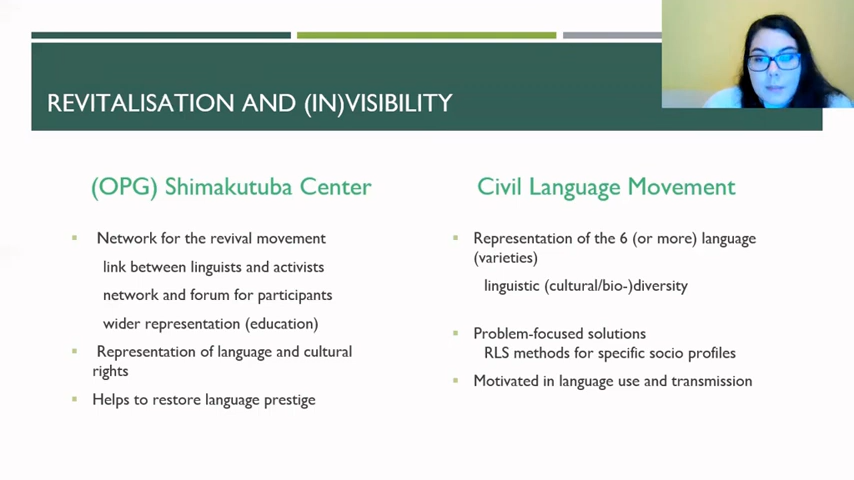 REVITALISATION AND (IN)VISIBILITY
(OPG) Shimakutuba Center
Network for the revival movement
link between linguists and activists
network and forum for participants
wider representation (education)
Representation of language and cultural
rights
Helps to restore language prestige
Civil Language Movement
Representation of the 6 (or more) language
(varieties)
linguistic (cultural/bio-)diversity
Problem-focused solutions
RLS methods for specific socio profiles
Motivated in language use and transmission